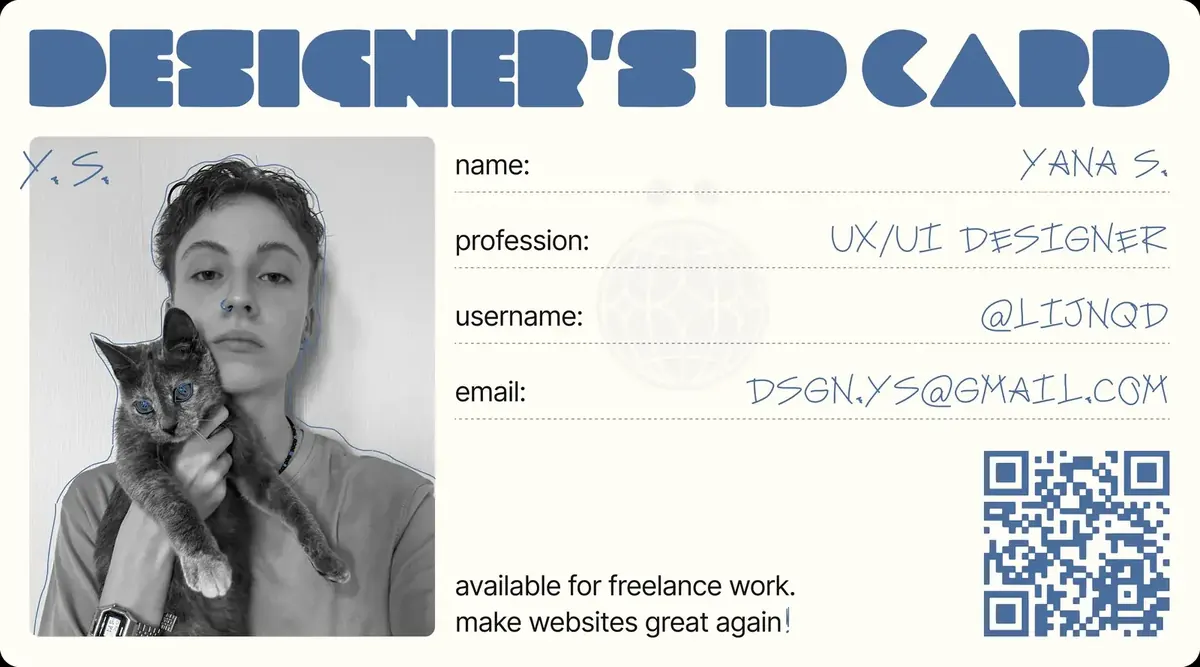 DESIGNER'S ID CARD
Y. S.
name: YANA S.
profession: UX/UI DESIGNER
username: @LIJNQD
email: DSGN.YS@GMAIL.COM
available for freelance work.
make websites great again!